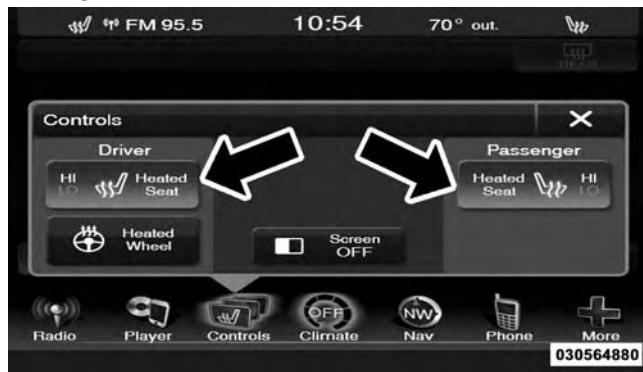 FM 95.5 10:54 70° out.
Controls X
Driver Passenger
HI Heated Heated HI
LO Seat Seat LO
Heated
Wheel
Screen
OFF
OFF NW
Radio Player Controls Climate Nav Phone More
030564880